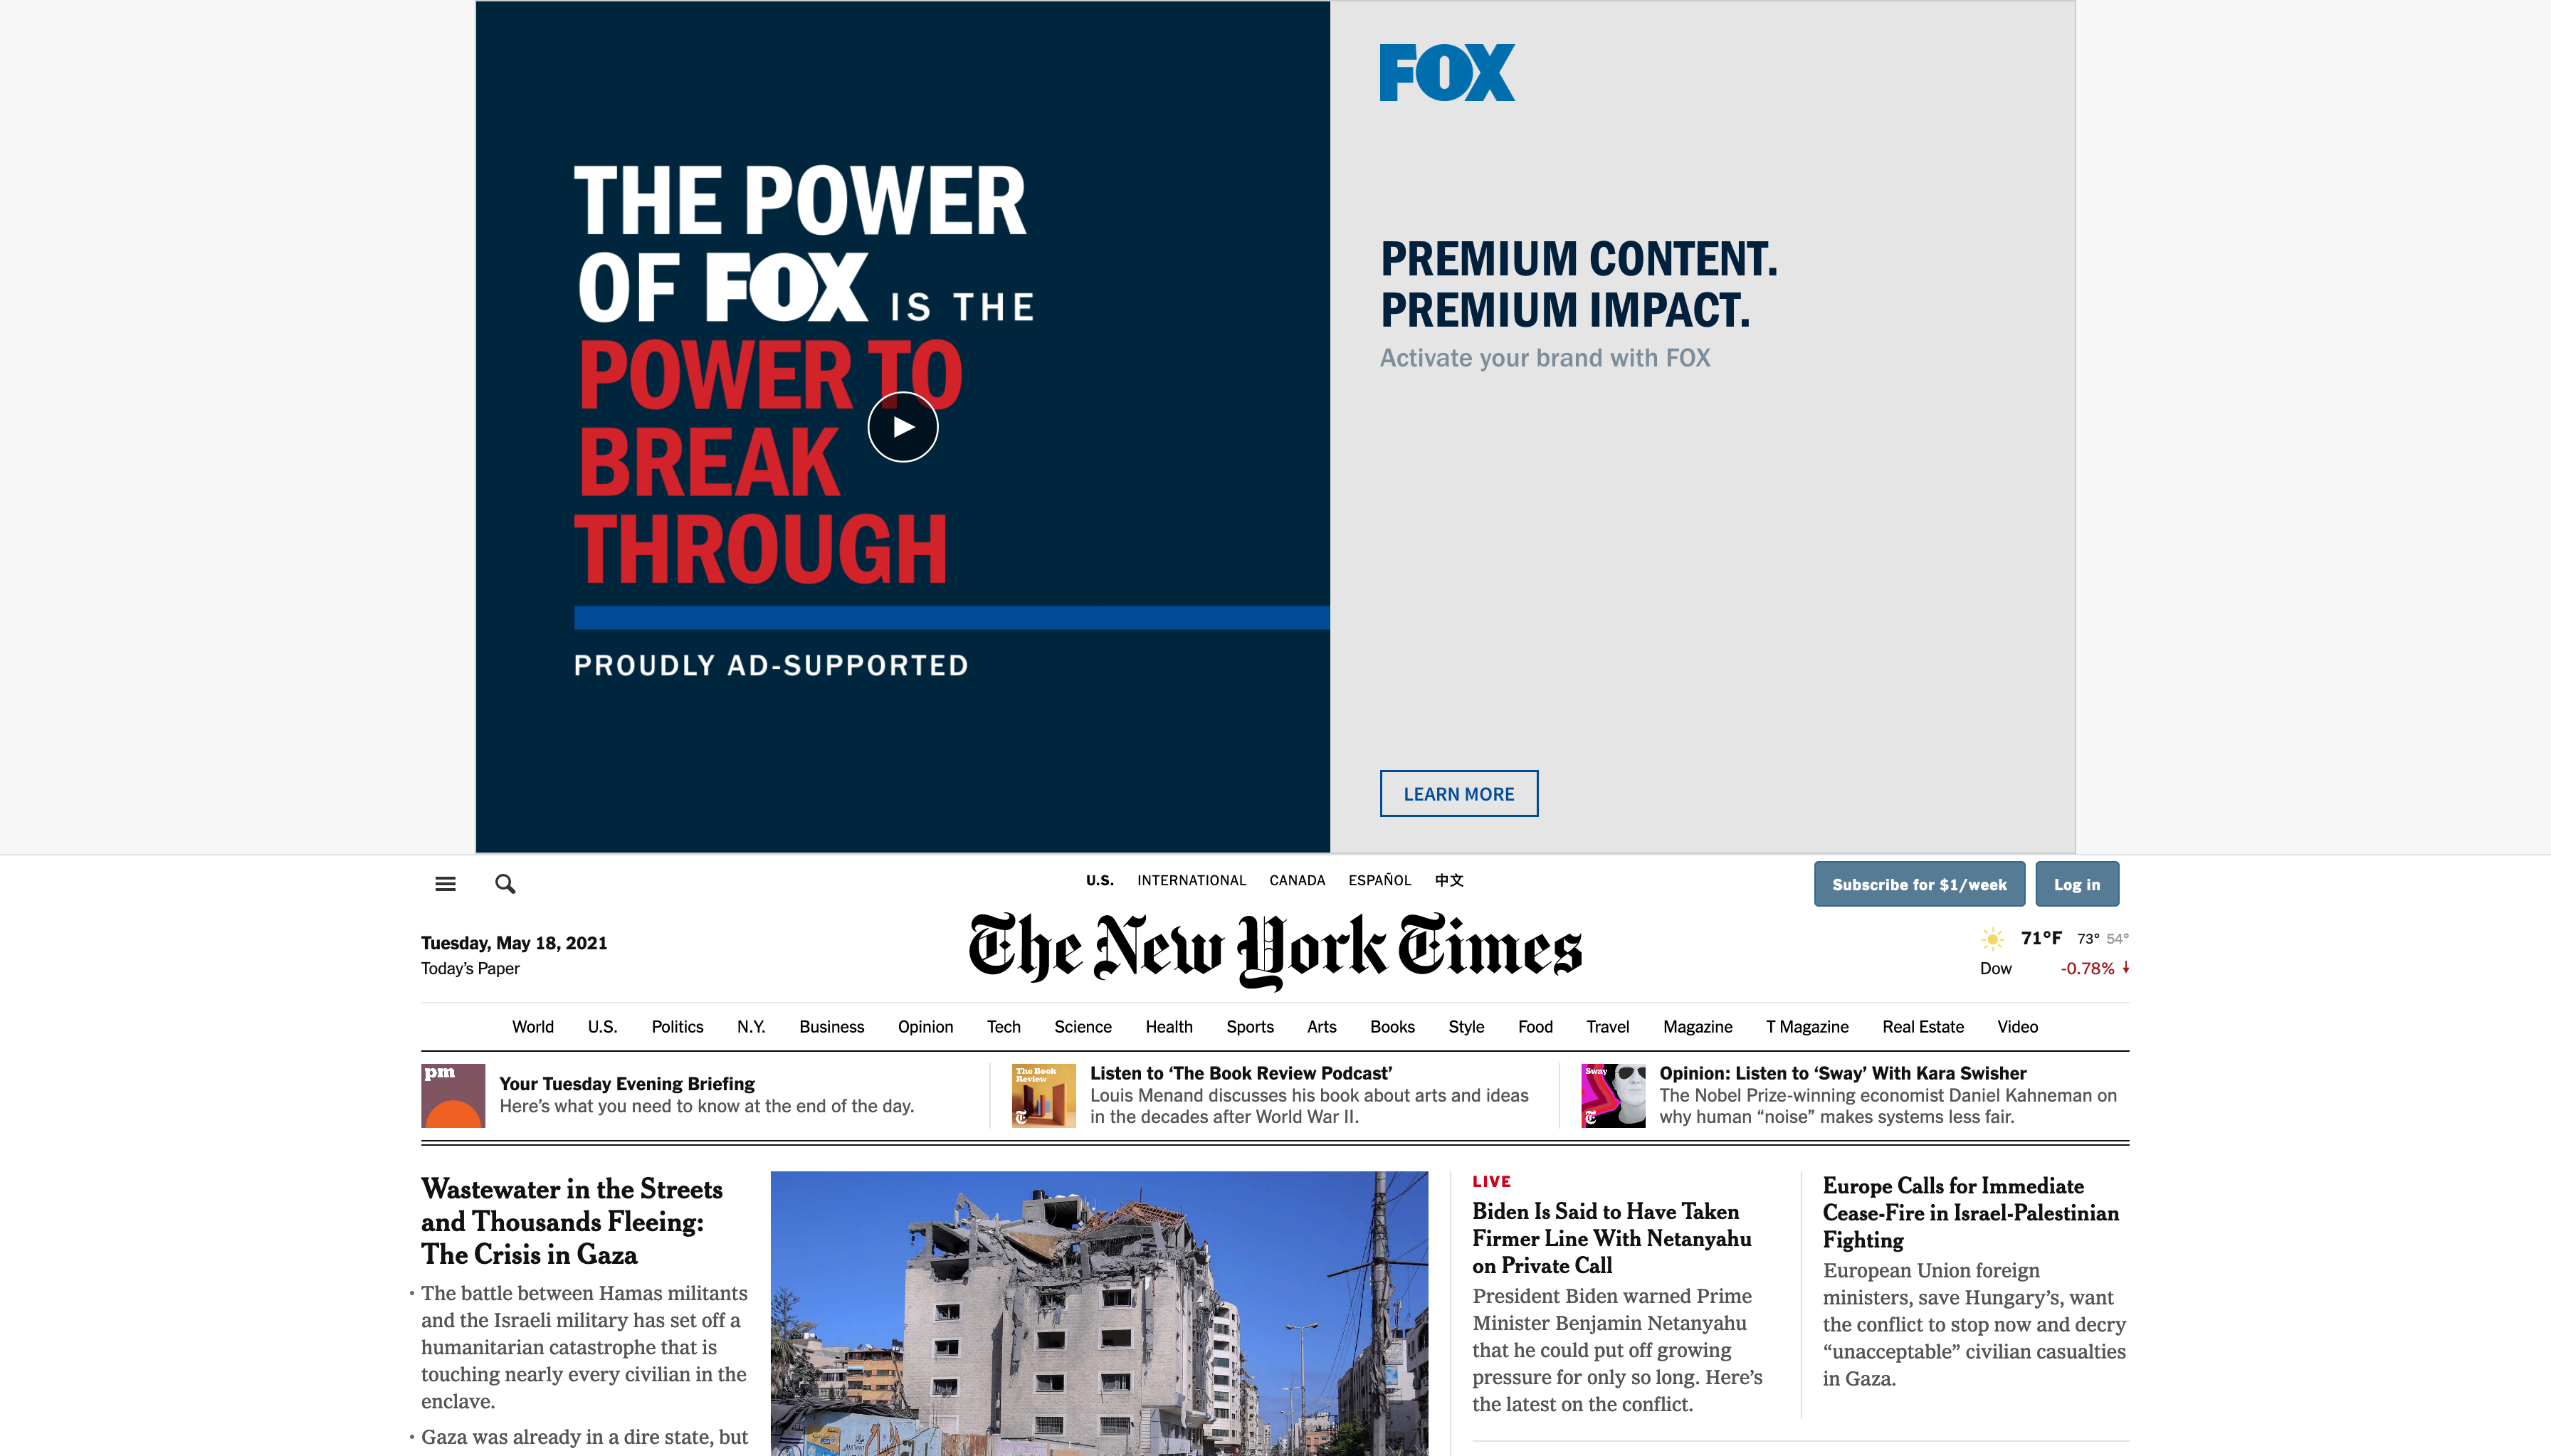 THE POWER
OF FOX IS THE
POWER TO
BREAK
THROUGH
PROUDLY AD-SUPPORTED
FOX
PREMIUM CONTENT.
PREMIUM IMPACT.
Activate your brand with FOX
LEARN MORE
U.S. INTERNATIONAL CANADA ESPAÑOL 中文
Subscribe for $1/week Log in
Tuesday, May 18, 2021
Today’s Paper
The New York Times
71°F 73° 54°
Dow -0.78%
World U.S. Politics N.Y. Business Opinion Tech Science Health Sports Arts Books Style Food Travel Magazine T Magazine Real Estate Video
pm
Your Tuesday Evening Briefing
Here’s what you need to know at the end of the day.
The Book
Review
T
Listen to ‘The Book Review Podcast’
Louis Menand discusses his book about arts and ideas
in the decades after World War II.
Sway
T
Opinion: Listen to ‘Sway’ With Kara Swisher
The Nobel Prize-winning economist Daniel Kahneman on
why human “noise” makes systems less fair.
Wastewater in the Streets
and Thousands Fleeing:
The Crisis in Gaza
• The battle between Hamas militants
and the Israeli military has set off a
humanitarian catastrophe that is
touching nearly every civilian in the
enclave.
• Gaza was already in a dire state, but
LIVE
Biden Is Said to Have Taken
Firmer Line With Netanyahu
on Private Call
President Biden warned Prime
Minister Benjamin Netanyahu
that he could put off growing
pressure for only so long. Here’s
the latest on the conflict.
Europe Calls for Immediate
Cease-Fire in Israel-Palestinian
Fighting
European Union foreign
ministers, save Hungary’s, want
the conflict to stop now and decry
“unacceptable” civilian casualties
in Gaza.